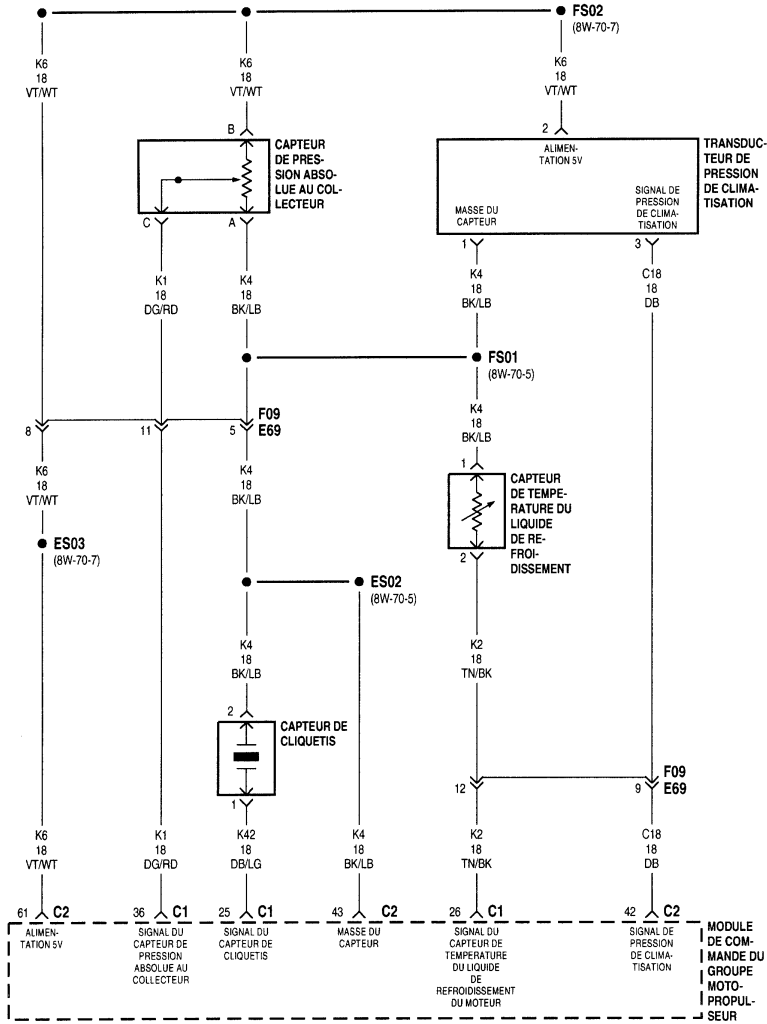 FS02
(8W-70-7)
K6
18
VT/WT
K6
18
VT/WT
K6
18
VT/WT
B
2
CAPTEUR
DE PRES-
SION ABSO-
LUE AU COL-
LECTEUR
ALIMEN-
TATION 5V
TRANSDUC-
TEUR DE
PRESSION
DE CLIMA-
TISATION
MASSE DU
CAPTEUR
SIGNAL DE
PRESSION
DE CLIMA-
TISATION
C
A
1
3
K1
18
DG/RD
K4
18
BK/LB
K4
18
BK/LB
C18
18
DB
FS01
(8W-70-5)
K4
18
BK/LB
8
11
5
F09
E69
K6
18
VT/WT
K4
18
BK/LB
1
CAPTEUR
DE TEMPE-
RATURE DU
LIQUIDE
DE RE-
FROI-
DISSEMENT
2
ES03
(8W-70-7)
ES02
(8W-70-5)
K4
18
BK/LB
K2
18
TN/BK
2
CAPTEUR DE
CLIQUETIS
1
12
9
F09
E69
K6
18
VT/WT
K1
18
DG/RD
K42
18
DB/LG
K4
18
BK/LB
K2
18
TN/BK
C18
18
DB
61 C2
36 C1
25 C1
43 C2
26 C1
42 C2
ALIMEN-
TATION 5V
SIGNAL DU
CAPTEUR DE
PRESSION
ABSOLUE AU
COLLECTEUR
SIGNAL DU
CAPTEUR DE
CLIQUETIS
MASSE DU
CAPTEUR
SIGNAL DU
CAPTEUR DE
TEMPERATURE
DU LIQUIDE
DE
REFROIDISSEMENT
DU MOTEUR
SIGNAL DE
PRESSION
DE CLIMA-
TISATION
MODULE
DE COM-
MANDE DU
GROUPE
MOTO-
PROPUL-
SEUR